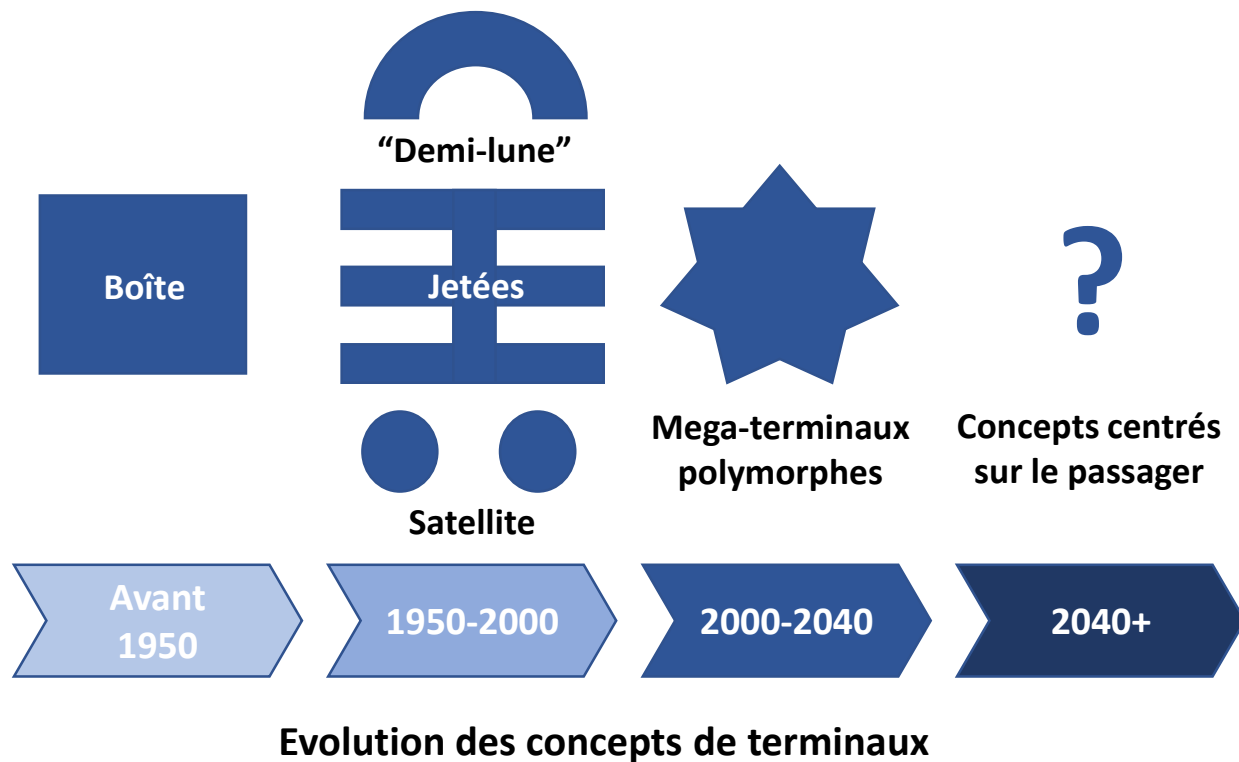 “Demi-lune”
Boîte
Jetées
?
Satellite
Mega-terminaux
polymorphes
Concepts centrés
sur le passager
Avant
1950
1950-2000
2000-2040
2040+
Evolution des concepts de terminaux